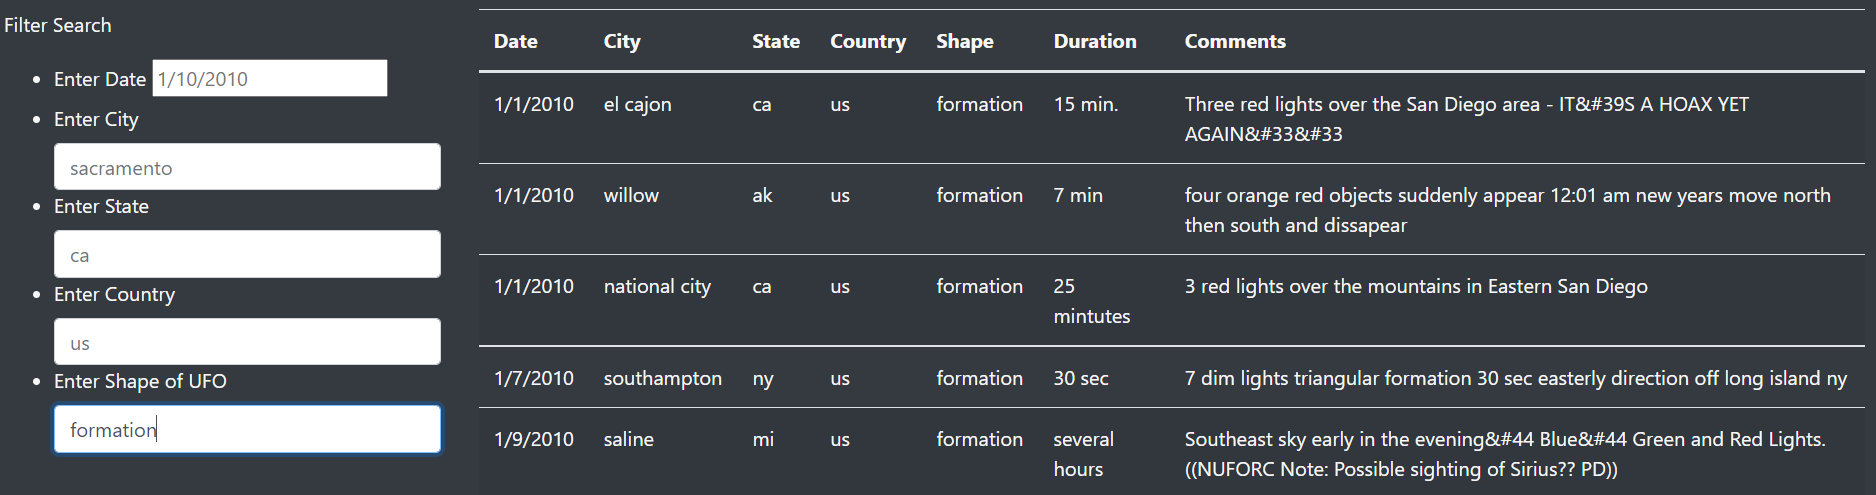 Filter Search
Enter Date 1/10/2010
Enter City
sacramento
Enter State
ca
Enter Country
us
Enter Shape of UFO
formation
Date City State Country Shape Duration Comments
1/1/2010 el cajon ca us formation 15 min. Three red lights over the San Diego area - IT&#39S A HOAX YET
AGAIN&#33&#33
1/1/2010 willow ak us formation 7 min four orange red objects suddenly appear 12:01 am new years move north
then south and dissapear
1/1/2010 national city ca us formation 25 3 red lights over the mountains in Eastern San Diego
mintutes
1/7/2010 southampton ny us formation 30 sec 7 dim lights triangular formation 30 sec easterly direction off long island ny
1/9/2010 saline mi us formation several Southeast sky early in the evening&#44 Blue&#44 Green and Red Lights.
hours ((NUFORC Note: Possible sighting of Sirius?? PD))